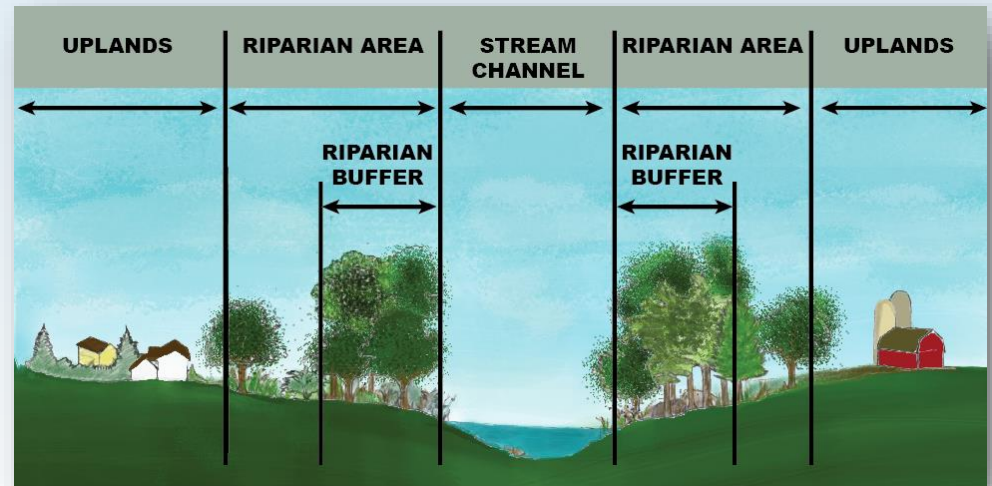 UPLANDS
RIPARIAN AREA
STREAM
CHANNEL
RIPARIAN AREA
UPLANDS
RIPARIAN
BUFFER
RIPARIAN
BUFFER